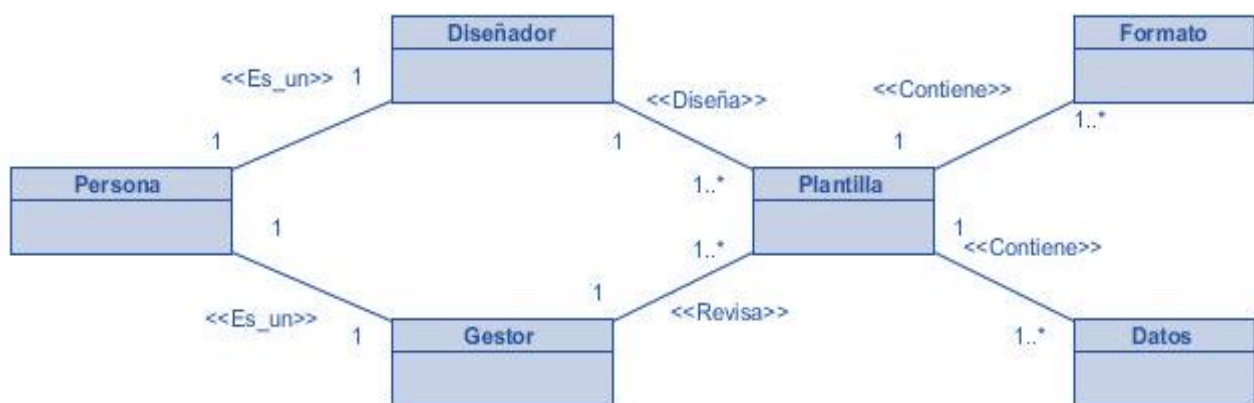 Diseñador
Formato
<<Es_un>>
1
<<Diseña>>
<<Contiene>>
1
1
1
1..*
Persona
1..*
Plantilla
1
1..*
1
<<Contiene>>
1
<<Es_un>>
<<Revisa>>
1
Gestor
1..*
Datos